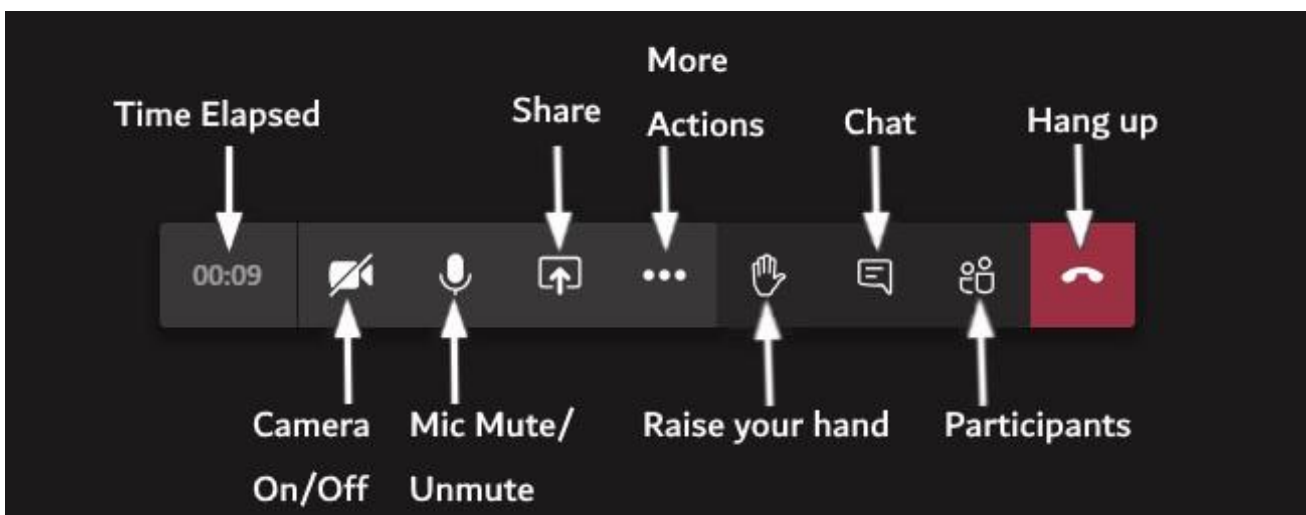 Time Elapsed
Share
More
Actions
Chat
Hang up
00:09
Camera
On/Off
Mic Mute/
Unmute
Raise your hand
Participants